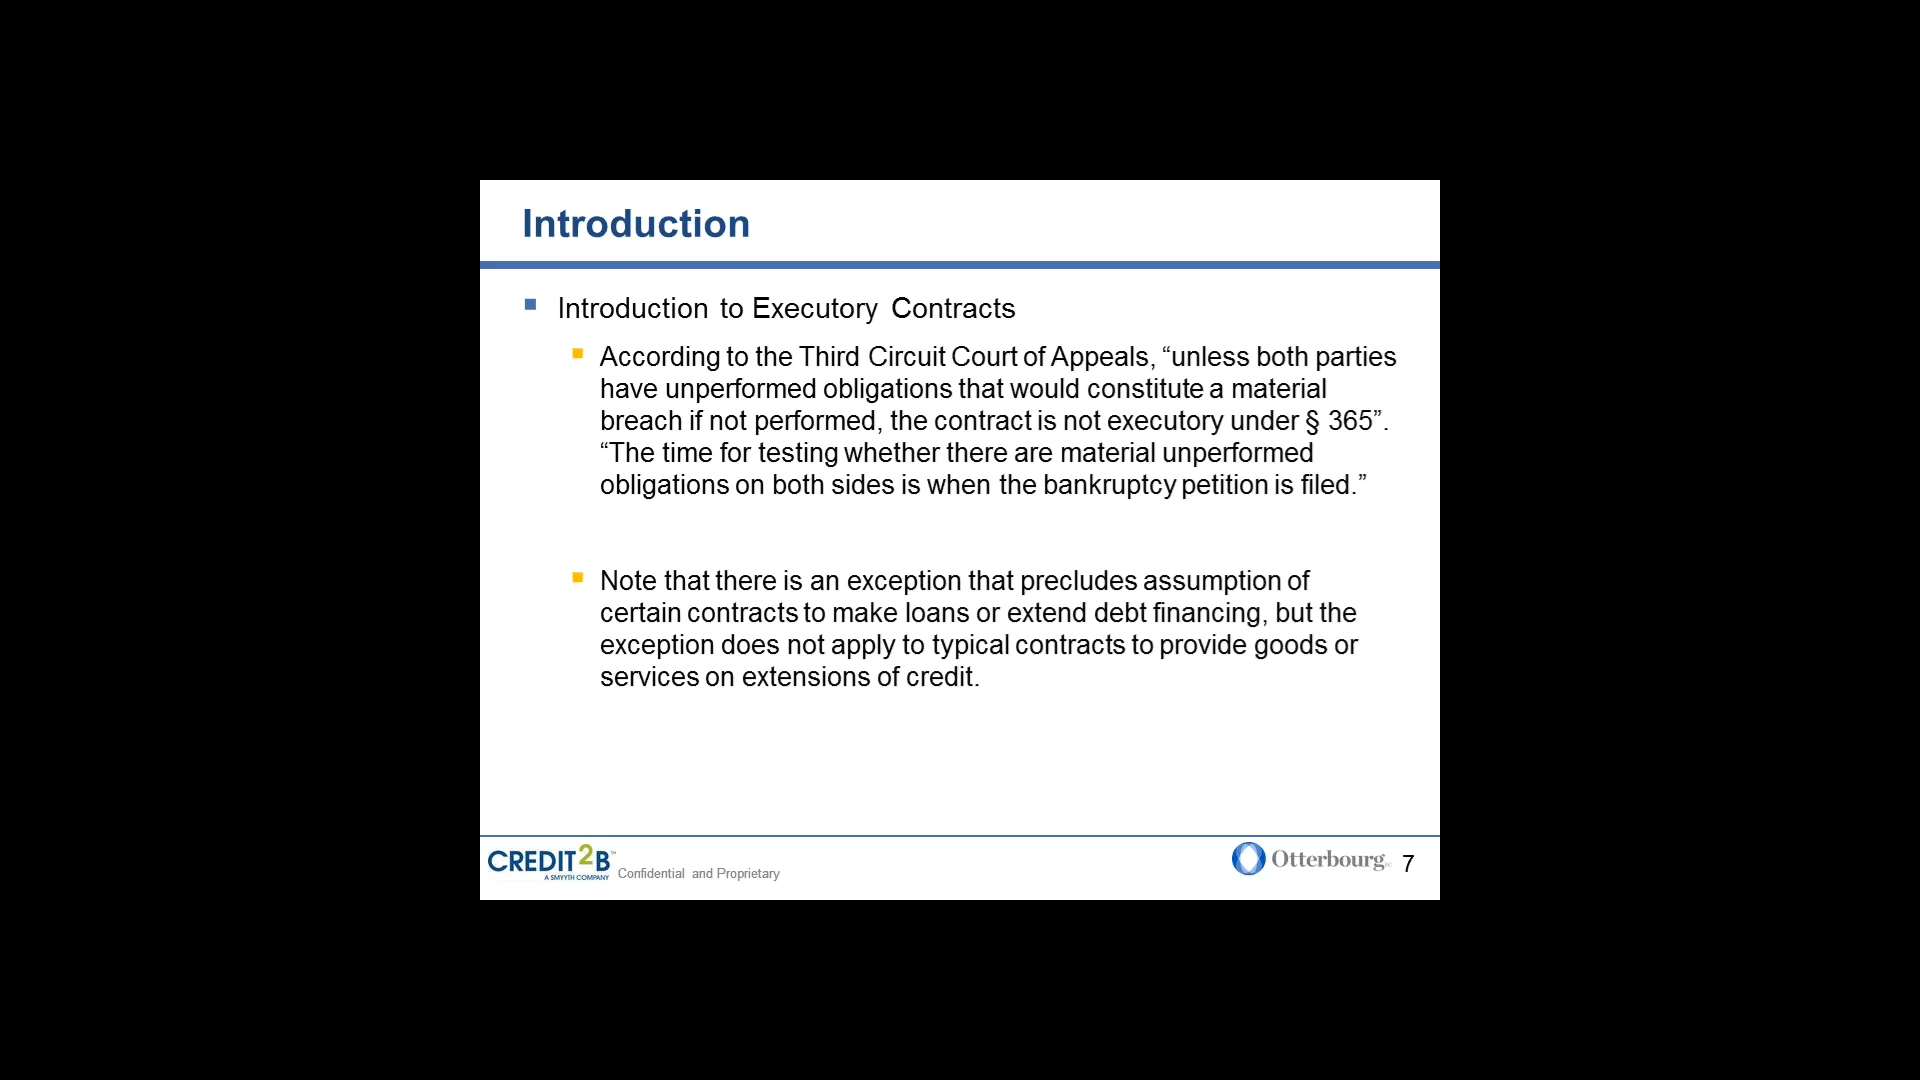 Introduction
Introduction to Executory Contracts
According to the Third Circuit Court of Appeals, “unless both parties
have unperformed obligations that would constitute a material
breach if not performed, the contract is not executory under § 365”.
“The time for testing whether there are material unperformed
obligations on both sides is when the bankruptcy petition is filed.”
Note that there is an exception that precludes assumption of
certain contracts to make loans or extend debt financing, but the
exception does not apply to typical contracts to provide goods or
services on extensions of credit.
CREDIT2B™
A SMYYTH COMPANY
Confidential and Proprietary
Otterbourg
7